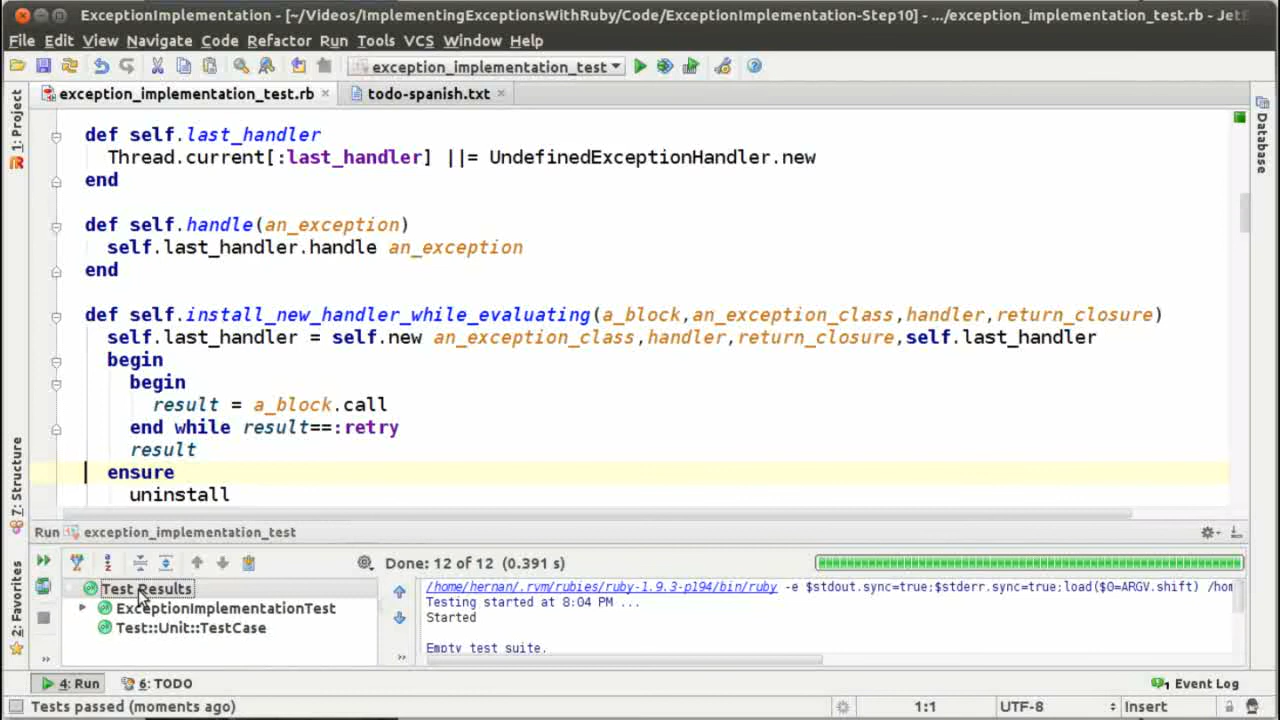 ExceptionImplementation - [~/Videos/ImplementingExceptionsWithRuby/Code/ExceptionImplementation-Step10] - .../exception_implementation_test.rb - Jet
File Edit View Navigate Code Refactor Run Tools VCS Window Help
exception_implementation_test
exception_implementation_test.rb todo-spanish.txt
1: Project
Database
def self.last_handler
Thread.current[:last_handler] ||= UndefinedExceptionHandler.new
end
def self.handle(an_exception)
self.last_handler.handle an_exception
end
def self.install_new_handler_while_evaluating(a_block,an_exception_class,handler,return_closure)
self.last_handler = self.new an_exception_class,handler,return_closure,self.last_handler
begin
begin
result = a_block.call
end while result==:retry
result
ensure
uninstall
7: Structure
2: Favorites
Run exception_implementation_test
Done: 12 of 12 (0.391 s)
Test Results
ExceptionImplementationTest
Test::Unit::TestCase
/home/hernan/.rvm/rubies/ruby-1.9.3-p194/bin/ruby -e $stdout.sync=true;$stderr.sync=true;load($0=ARGV.shift) /hom
Testing started at 8:04 PM ...
Started
Empty test suite.
4: Run 6: TODO Event Log
Tests passed (moments ago) 1:1 UTF-8 Insert